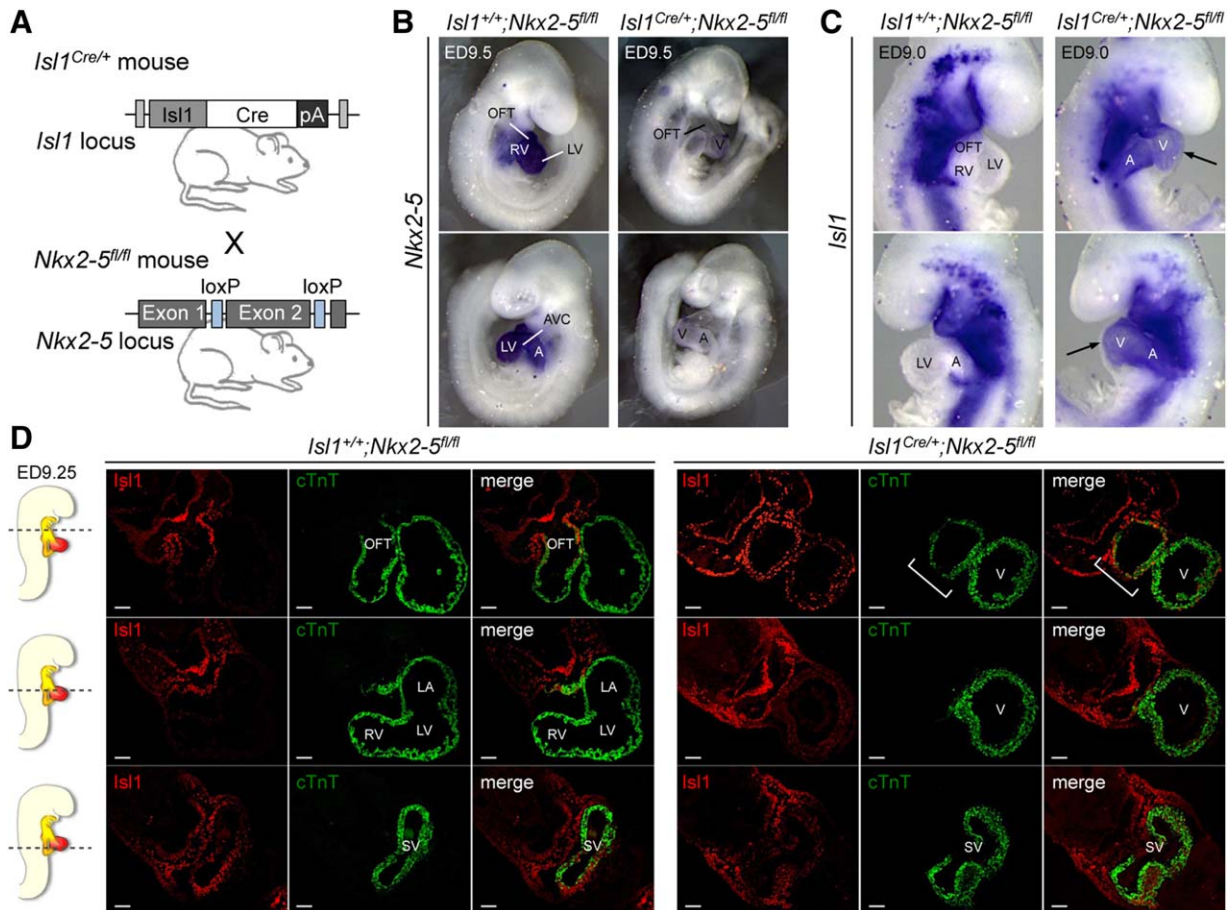 A
Isl1Cre/+ mouse
Isl1 Cre pA
Isl1 locus
X
Nkx2-5fl/fl mouse
loxP loxP
Exon 1 Exon 2
Nkx2-5 locus
B
Isl1+/+;Nkx2-5fl/fl Isl1Cre/+;Nkx2-5fl/fl
Nkx2-5
ED9.5 ED9.5
OFT RV LV
OFT V
LV AVC A
V A
C
Isl1+/+;Nkx2-5fl/fl Isl1Cre/+;Nkx2-5fl/fl
Isl1
ED9.0 ED9.0
OFT RV LV
A V
LV A
V A
D
Isl1+/+;Nkx2-5fl/fl Isl1Cre/+;Nkx2-5fl/fl
ED9.25
Isl1 cTnT merge Isl1 cTnT merge
OFT OFT V V
Isl1 cTnT merge Isl1 cTnT merge
LA RV LV LA RV LV V V
Isl1 cTnT merge Isl1 cTnT merge
SV SV SV SV